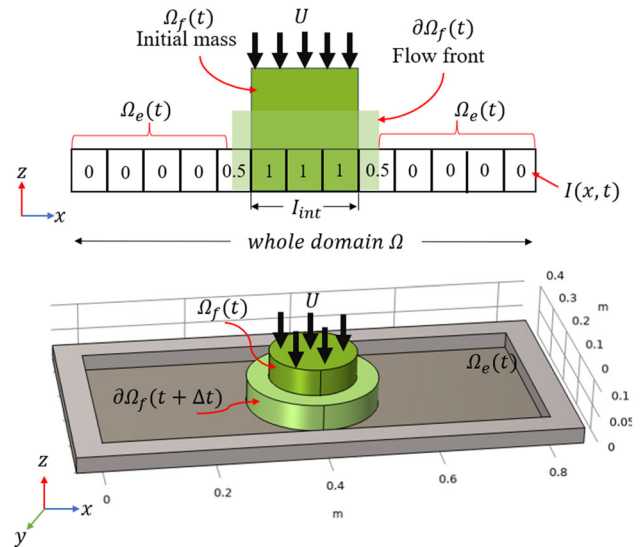 Ω_f(t)
Initial mass
U
∂Ω_f(t)
Flow front
Ω_e(t)
Ω_e(t)
0 0 0 0 0.5 1 1 1 0.5 0 0 0 0
I(x, t)
I_int
z
x
whole domain Ω
U
Ω_f(t)
Ω_e(t)
∂Ω_f(t + Δt)
0.4
0.3
0.2
0.1
0
m
0.1
0.05
0
m
0
0.2
0.4
0.6
0.8
m
z
x
y